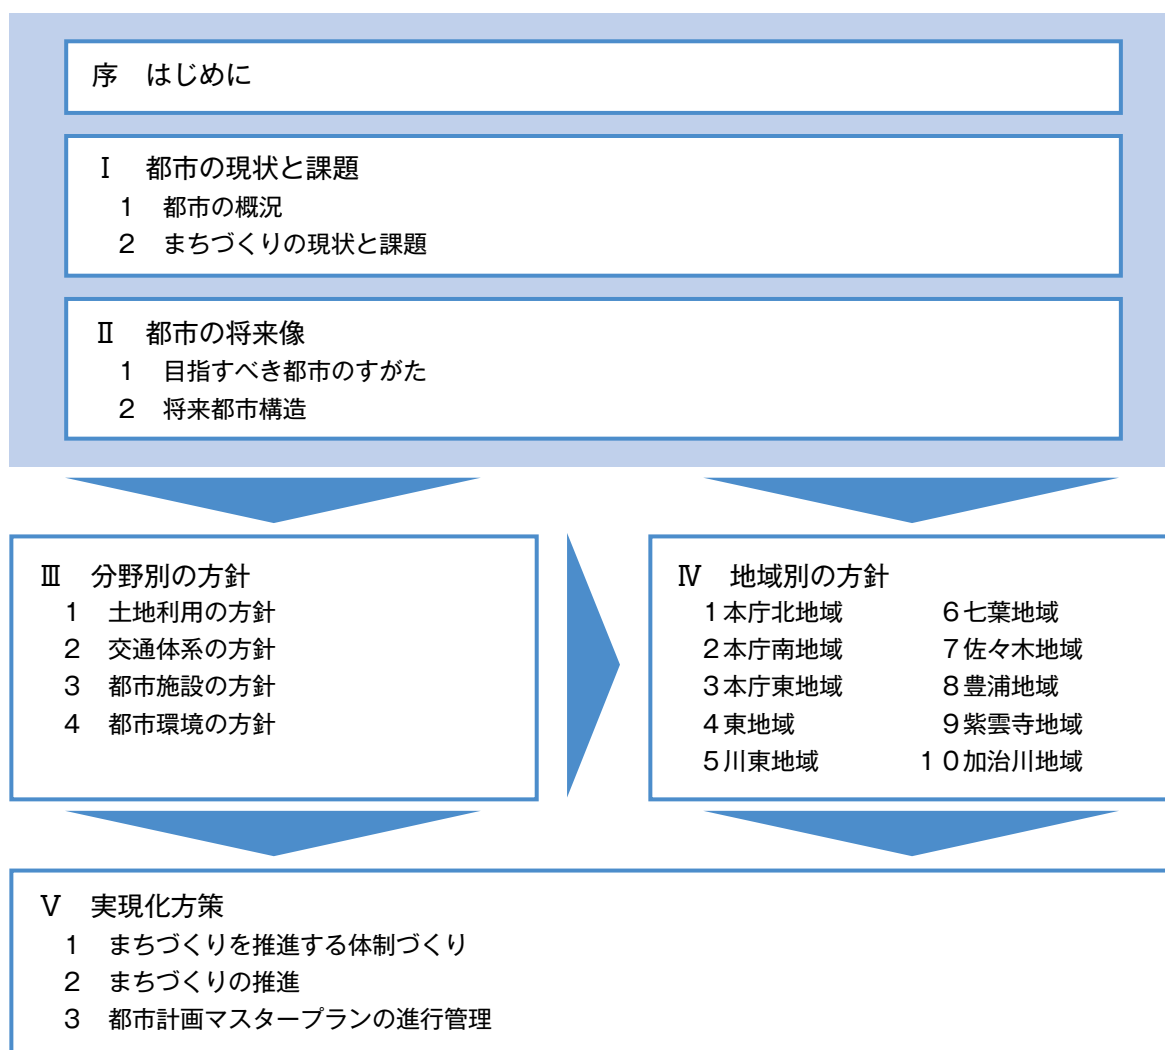 序　はじめに
Ⅰ　都市の現状と課題
１　都市の概況
２　まちづくりの現状と課題
Ⅱ　都市の将来像
１　目指すべき都市のすがた
２　将来都市構造
Ⅲ　分野別の方針
１　土地利用の方針
２　交通体系の方針
３　都市施設の方針
４　都市環境の方針
Ⅳ　地域別の方針
１本庁北地域
２本庁南地域
３本庁東地域
４東地域
５川東地域
６七葉地域
７佐々木地域
８豊浦地域
９紫雲寺地域
１０加治川地域
Ⅴ　実現化方策
１　まちづくりを推進する体制づくり
２　まちづくりの推進
３　都市計画マスタープランの進行管理